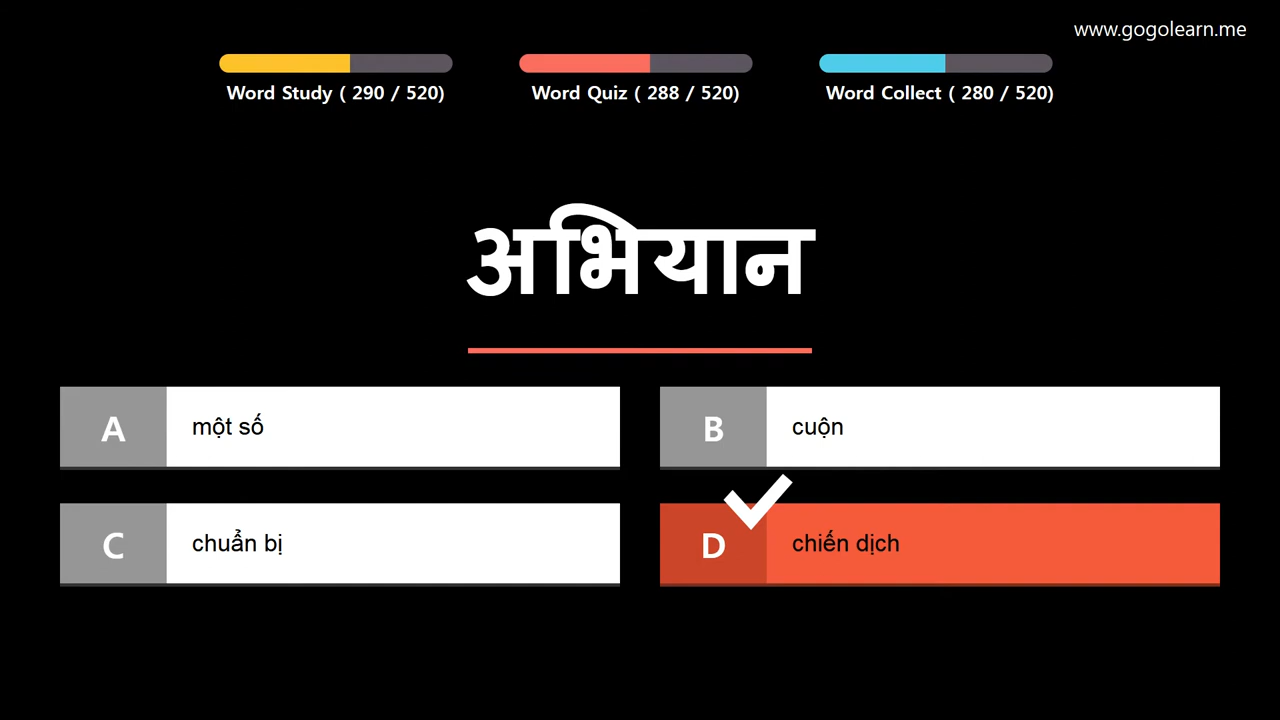 www.gogolearn.me
Word Study ( 290 / 520)
Word Quiz ( 288 / 520)
Word Collect ( 280 / 520)
अभियान
A
một số
B
cuộn
C
chuẩn bị
D
chiến dịch